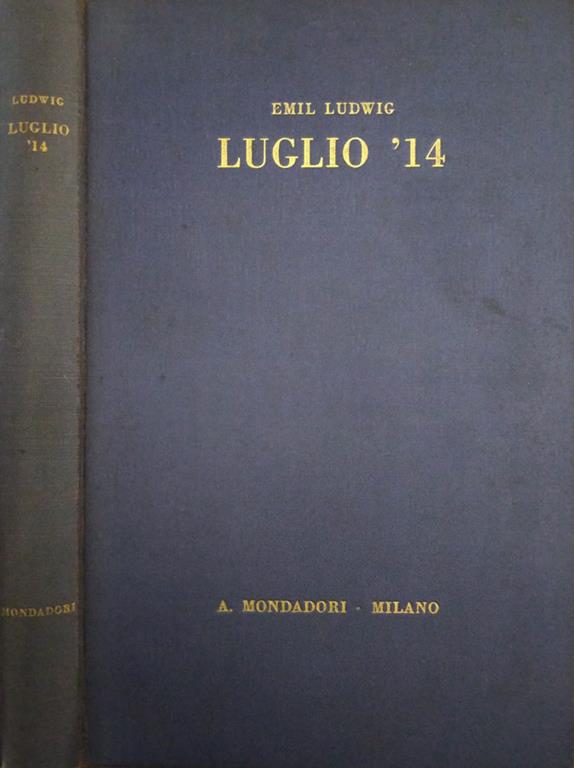 LUDWIG
LUGLIO
'14
MONDADORI
EMIL LUDWIG
LUGLIO '14
A. MONDADORI - MILANO